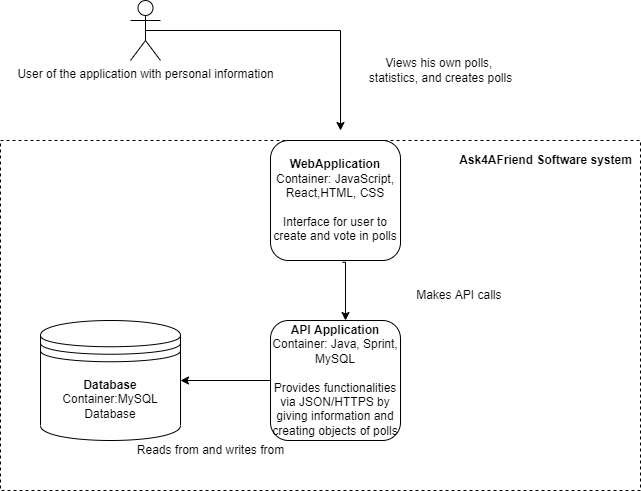 User of the application with personal information
Views his own polls,
statistics, and creates polls
Ask4AFriend Software system
WebApplication
Container: JavaScript,
React,HTML, CSS
Interface for user to
create and vote in polls
Makes API calls
API Application
Container: Java, Sprint,
MySQL
Provides functionalities
via JSON/HTTPS by
giving information and
creating objects of polls
Database
Container:MySQL
Database
Reads from and writes from